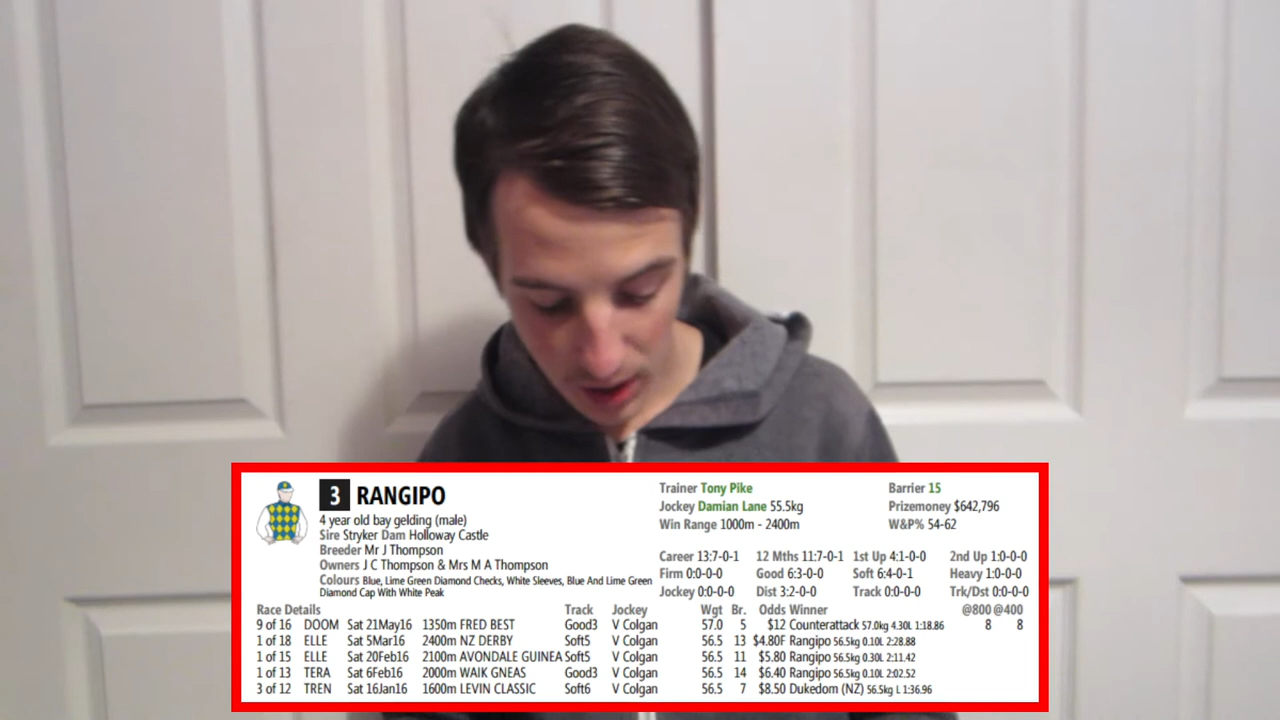 3 RANGIPO
4 year old bay gelding (male)
Sire Stryker Dam Holloway Castle
Breeder Mr J Thompson
Owners J C Thompson & Mrs M A Thompson
Colours Blue, Lime Green Diamond Checks, White Sleeves, Blue And Lime Green
Diamond Cap With White Peak
Trainer Tony Pike
Jockey Damian Lane 55.5kg
Win Range 1000m - 2400m
Barrier 15
Prizemoney $642,796
W&P% 54-62
Career 13:7-0-1 12 Mths 11:7-0-1 1st Up 4:1-0-0 2nd Up 1:0-0-0
Firm 0:0-0-0 Good 6:3-0-0 Soft 6:4-0-1 Heavy 1:0-0-0
Jockey 0:0-0-0 Dist 3:2-0-0 Track 0:0-0-0 Trk/Dst 0:0-0-0
Race Details Track Jockey Wgt Br. Odds Winner @800 @400
9 of 16 DOOM Sat 21May16 1350m FRED BEST Good3 V Colgan 57.0 5 $12 Counterattack 57.0kg 4.30L 1:18.86 8 8
1 of 18 ELLE Sat 5Mar16 2400m NZ DERBY Soft5 V Colgan 56.5 13 $4.80F Rangipo 56.5kg 0.10L 2:28.88
1 of 15 ELLE Sat 20Feb16 2100m AVONDALE GUINEA Soft5 V Colgan 56.5 11 $5.80 Rangipo 56.5kg 0.30L 2:11.42
1 of 13 TERA Sat 6Feb16 2000m WAIK GNEAS Good3 V Colgan 56.5 14 $6.40 Rangipo 56.5kg 0.10L 2:02.52
3 of 12 TREN Sat 16Jan16 1600m LEVIN CLASSIC Soft6 V Colgan 56.5 7 $8.50 Dukedom (NZ) 56.5kg L 1:36.96